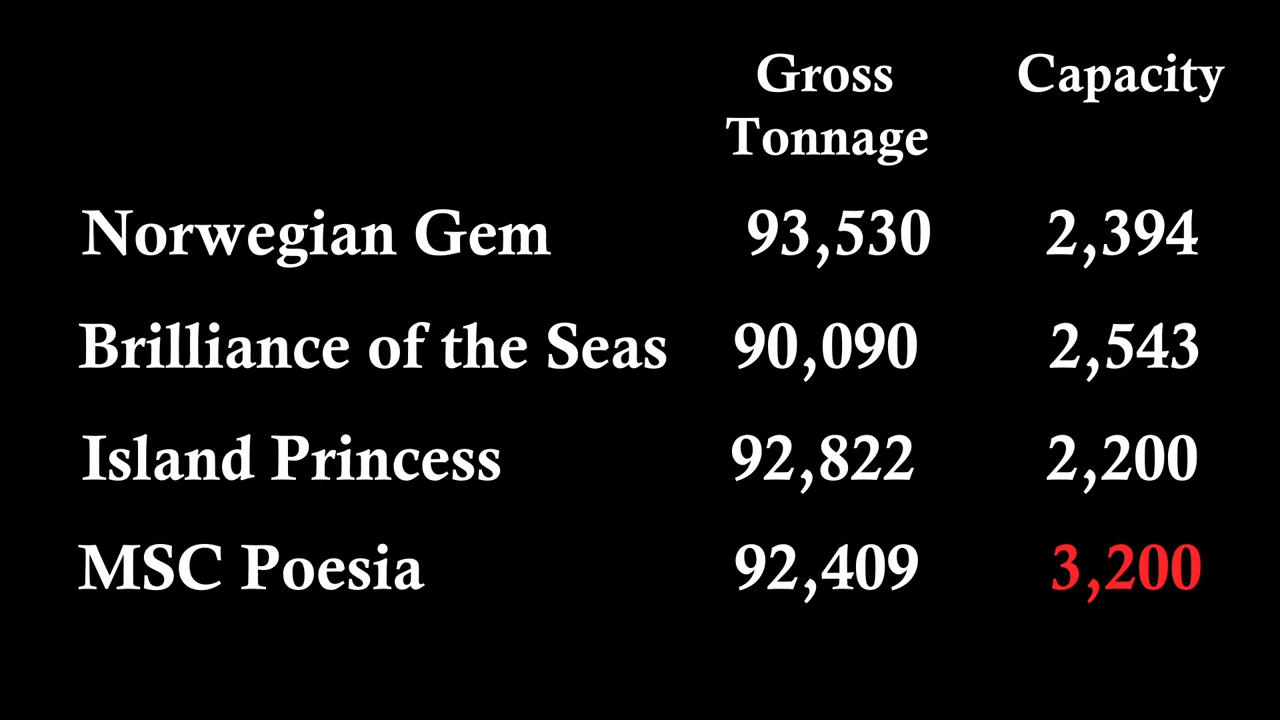 Gross Capacity
Tonnage
Norwegian Gem 93,530 2,394
Brilliance of the Seas 90,090 2,543
Island Princess 92,822 2,200
MSC Poesia 92,409 3,200